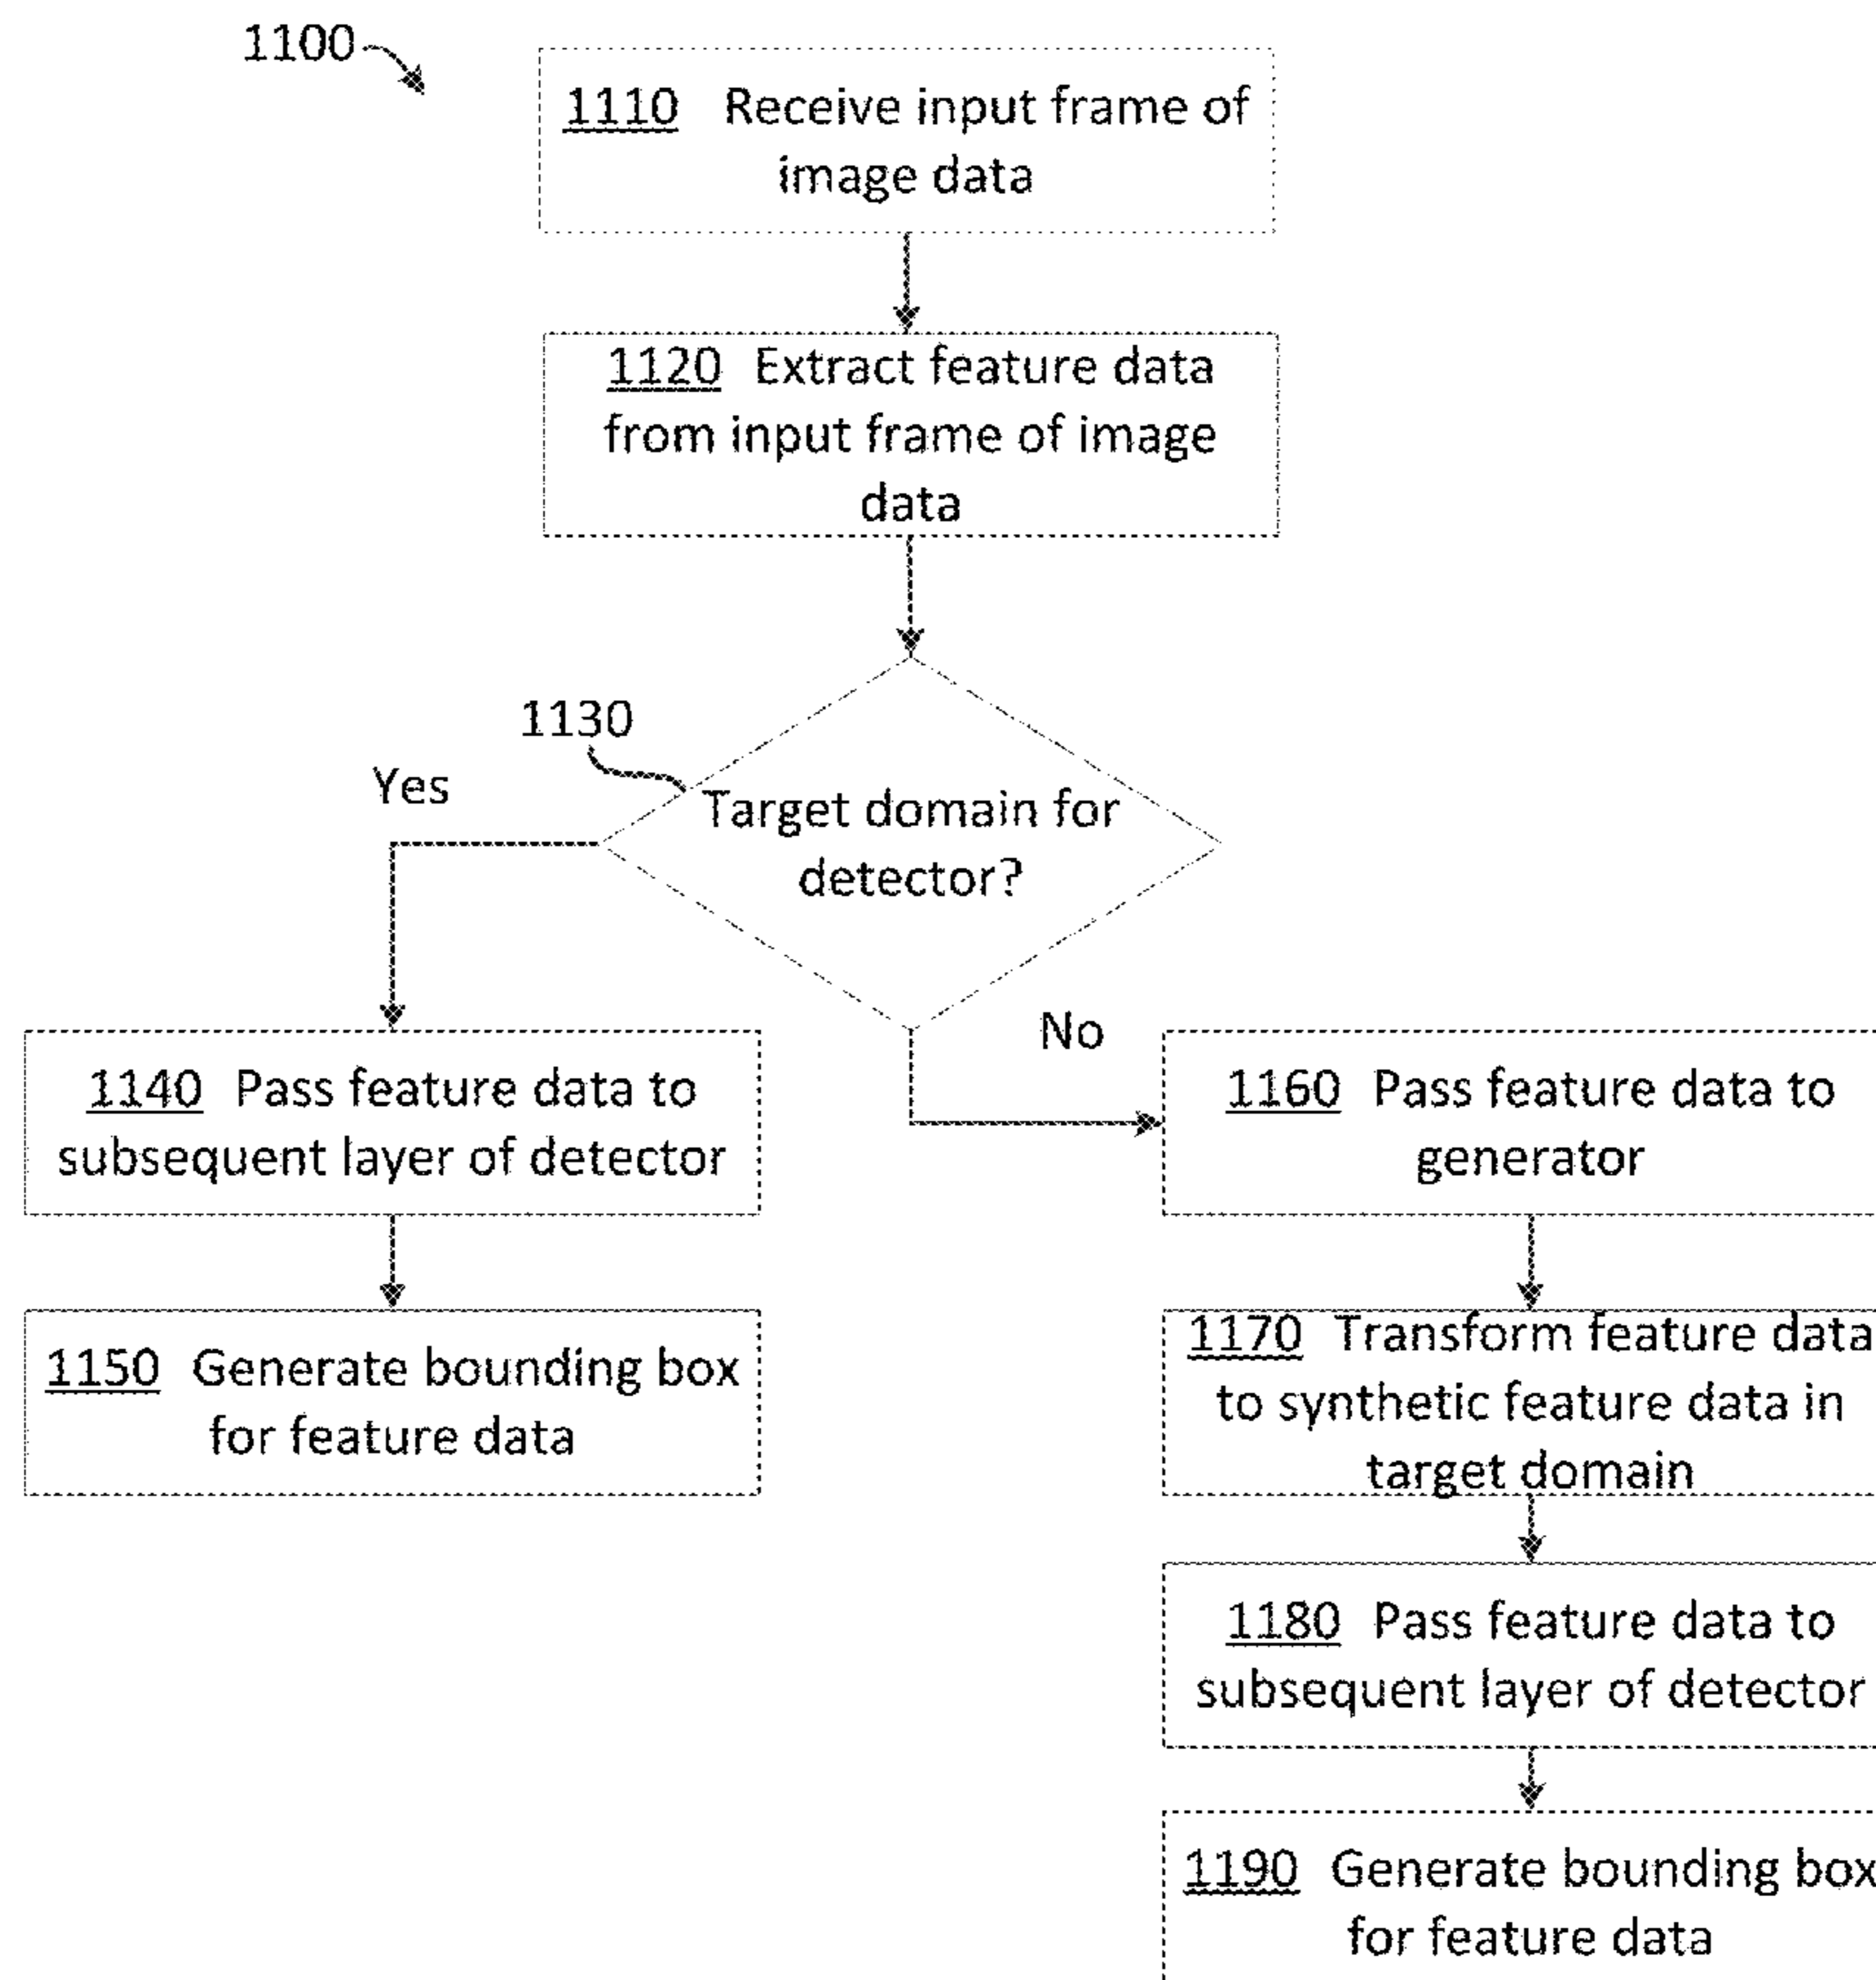 1100
1110 Receive input frame of
image data
1120 Extract feature data
from input frame of image
data
1130
Target domain for
detector?
Yes
No
1140 Pass feature data to
subsequent layer of detector
1150 Generate bounding box
for feature data
1160 Pass feature data to
generator
1170 Transform feature data
to synthetic feature data in
target domain
1180 Pass feature data to
subsequent layer of detector
1190 Generate bounding box
for feature data